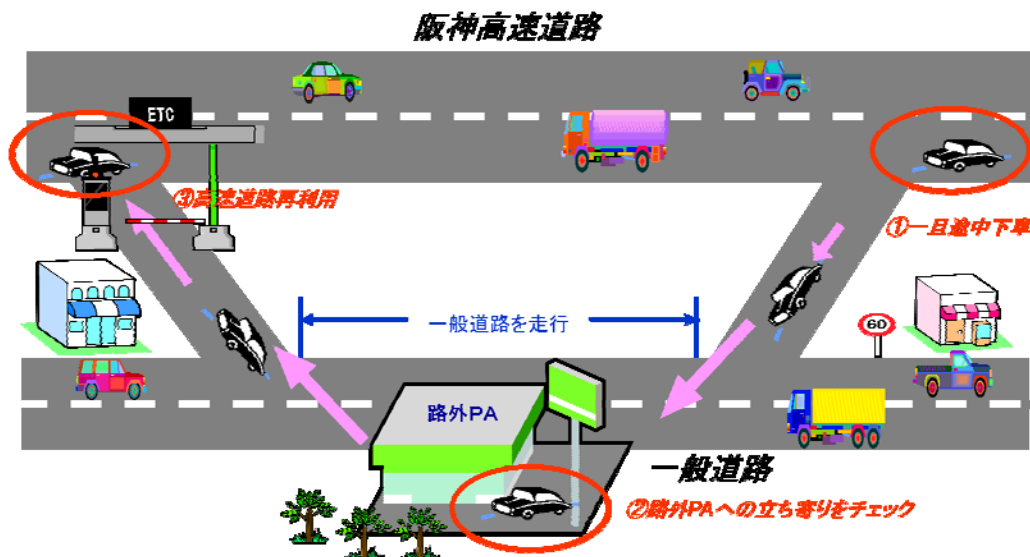 阪神高速道路
ETC
③高速道路再利用
①一旦途中下車
一般道路を走行
60
路外PA
一般道路
②路外PAへの立ち寄りをチェック